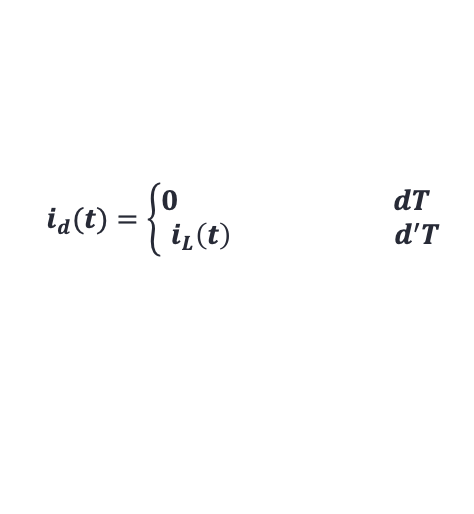 i_d(t) = { 0 dT
i_L(t) d'T